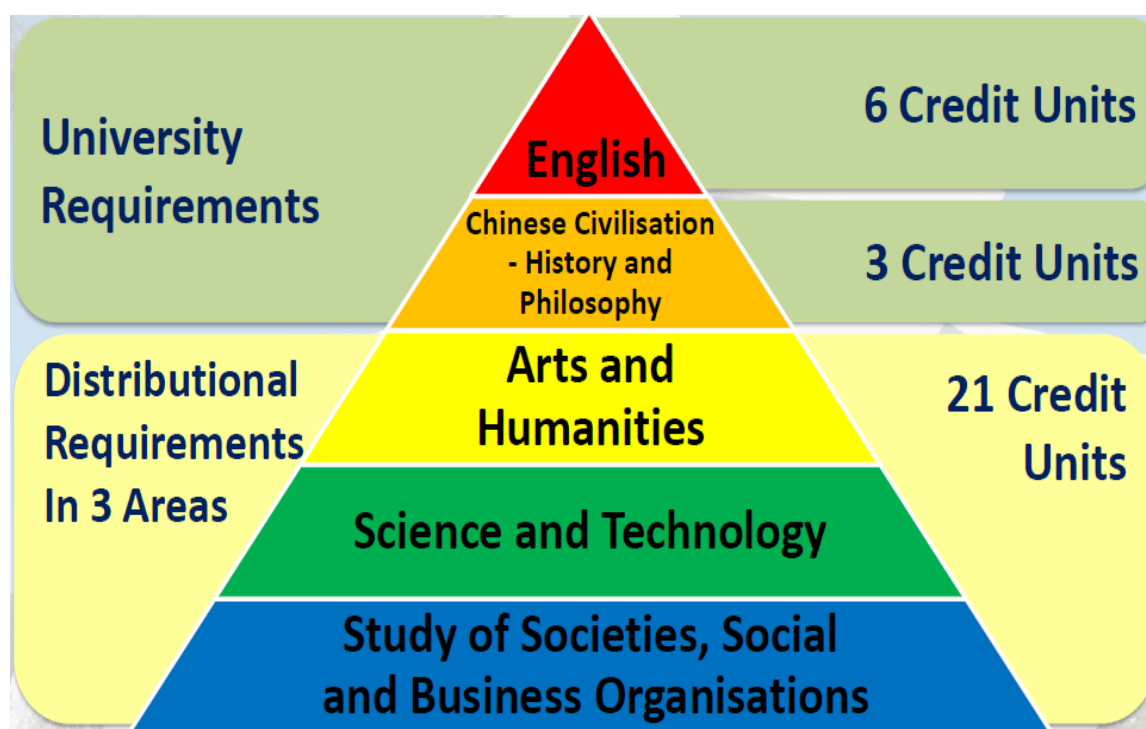 University
Requirements
6 Credit Units
English
Chinese Civilisation
- History and
Philosophy
3 Credit Units
Distributional
Requirements
In 3 Areas
Arts and
Humanities
21 Credit
Units
Science and Technology
Study of Societies, Social
and Business Organisations